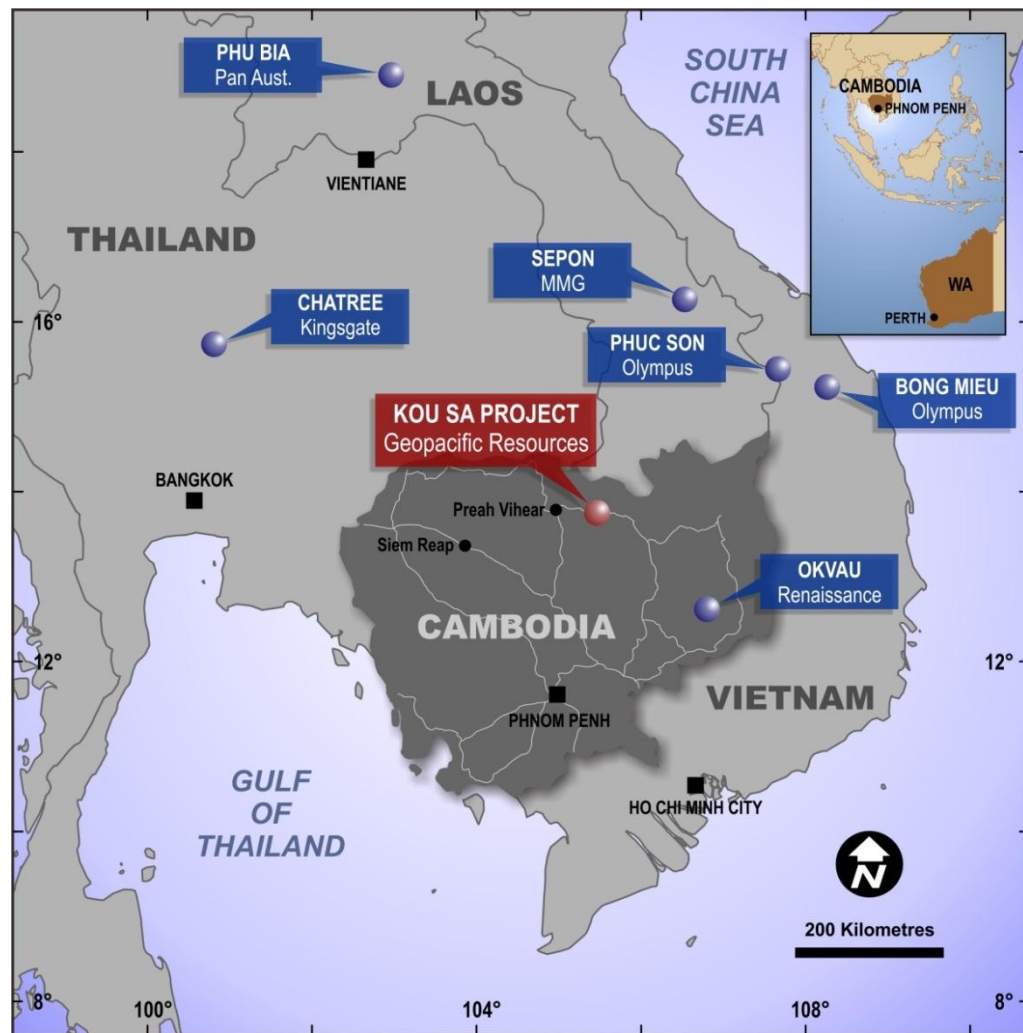 PHU BIA
Pan Aust.
LAOS
SOUTH
CHINA
SEA
CAMBODIA
PHNOM PENH
VIENTIANE
THAILAND
SEPON
MMG
WA
CHATREE
Kingsgate
PERTH
16°
16°
PHUC SON
Olympus
BONG MIEU
Olympus
KOU SA PROJECT
Geopacific Resources
BANGKOK
Preah Vihear
Siem Reap
OKVAU
Renaissance
CAMBODIA
12°
12°
VIETNAM
PHNOM PENH
GULF
OF
THAILAND
HO CHI MINH CITY
N
200 Kilometres
8°
100°
104°
108°
8°